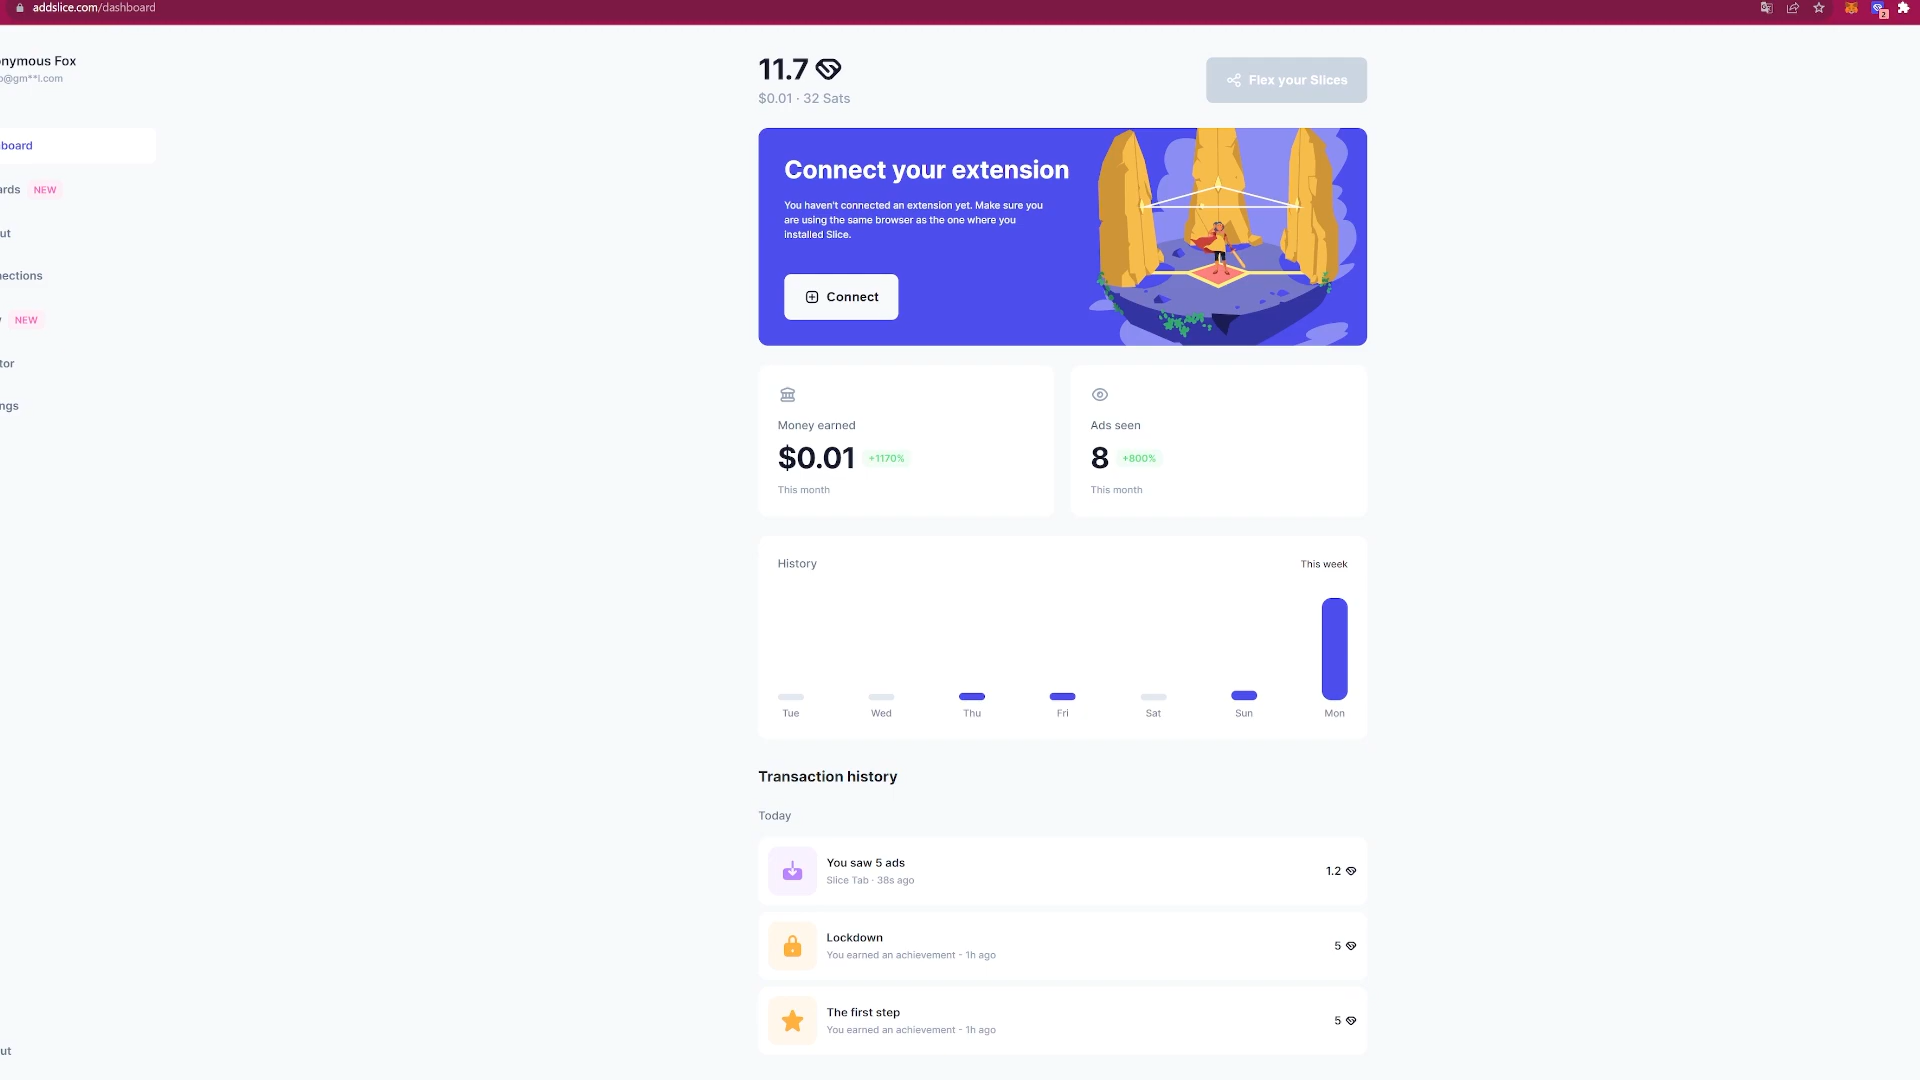 addslice.com/dashboard
nymous Fox
o@gm**l.com
board
ards NEW
ut
nections
NEW
tor
ngs
ut
11.7
$0.01 · 32 Sats
Flex your Slices
Connect your extension
You haven't connected an extension yet. Make sure you
are using the same browser as the one where you
installed Slice.
Connect
Money earned
$0.01 +1170%
This month
Ads seen
8 +800%
This month
History
This week
Tue Wed Thu Fri Sat Sun Mon
Transaction history
Today
You saw 5 ads
Slice Tab · 38s ago
1.2
Lockdown
You earned an achievement - 1h ago
5
The first step
You earned an achievement - 1h ago
5